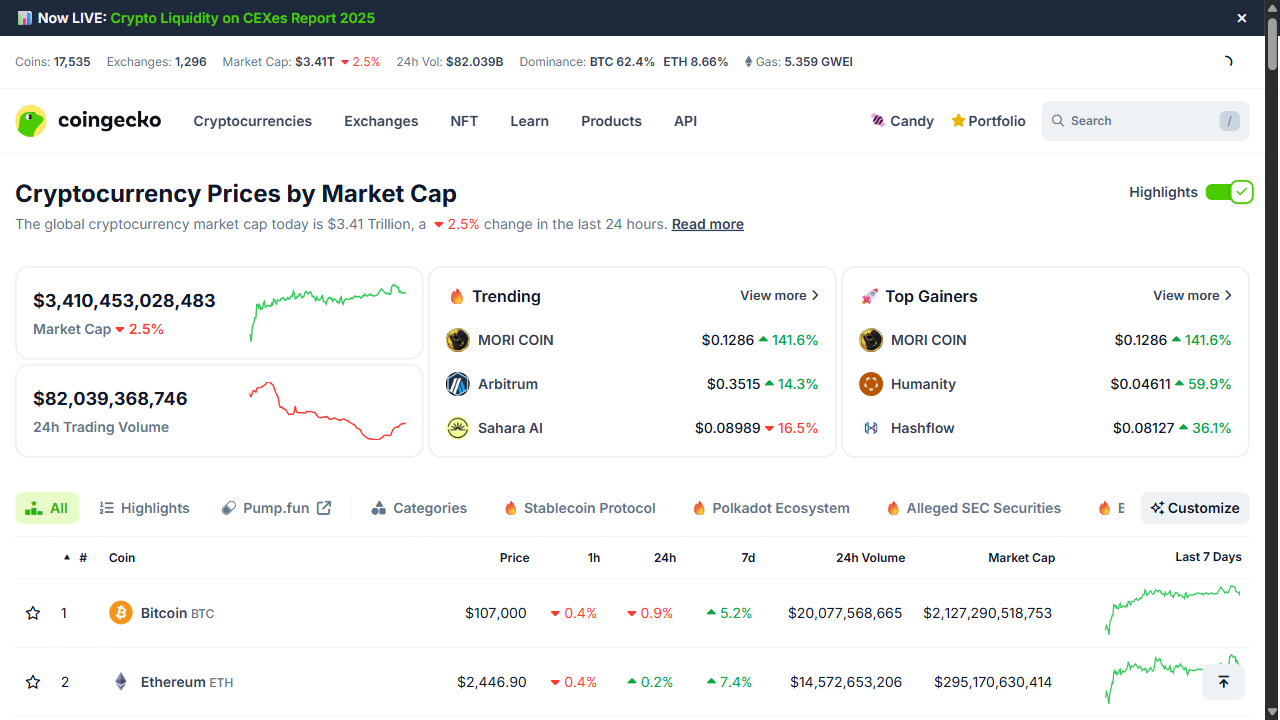 Now LIVE: Crypto Liquidity on CEXes Report 2025
Coins: 17,535 Exchanges: 1,296 Market Cap: $3.41T 2.5% 24h Vol: $82.039B Dominance: BTC 62.4% ETH 8.66% Gas: 5.359 GWEI
coingecko Cryptocurrencies Exchanges NFT Learn Products API Candy Portfolio Search /
Cryptocurrency Prices by Market Cap Highlights
The global cryptocurrency market cap today is $3.41 Trillion, a 2.5% change in the last 24 hours. Read more
$3,410,453,028,483
Market Cap 2.5%
$82,039,368,746
24h Trading Volume
Trending View more
MORI COIN $0.1286 141.6%
Arbitrum $0.3515 14.3%
Sahara AI $0.08989 16.5%
Top Gainers View more
MORI COIN $0.1286 141.6%
Humanity $0.04611 59.9%
Hashflow $0.08127 36.1%
All Highlights Pump.fun Categories Stablecoin Protocol Polkadot Ecosystem Alleged SEC Securities Customize
# Coin Price 1h 24h 7d 24h Volume Market Cap Last 7 Days
1 Bitcoin BTC $107,000 0.4% 0.9% 5.2% $20,077,568,665 $2,127,290,518,753
2 Ethereum ETH $2,446.90 0.4% 0.2% 7.4% $14,572,653,206 $295,170,630,414